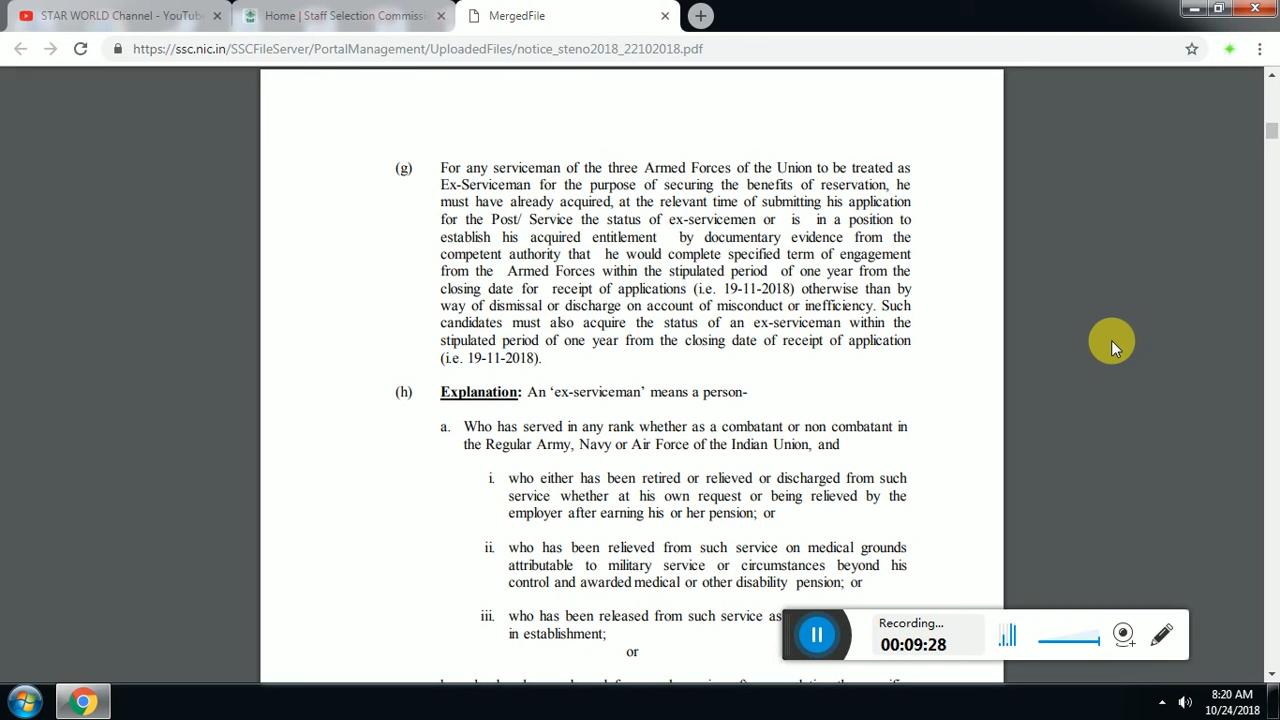 STAR WORLD Channel - YouTub
Home | Staff Selection Commissi
MergedFile
https://ssc.nic.in/SSCFileServer/PortalManagement/UploadedFiles/notice_steno2018_22102018.pdf
(g) For any serviceman of the three Armed Forces of the Union to be treated as
Ex-Serviceman for the purpose of securing the benefits of reservation, he
must have already acquired, at the relevant time of submitting his application
for the Post/ Service the status of ex-servicemen or is in a position to
establish his acquired entitlement by documentary evidence from the
competent authority that he would complete specified term of engagement
from the Armed Forces within the stipulated period of one year from the
closing date for receipt of applications (i.e. 19-11-2018) otherwise than by
way of dismissal or discharge on account of misconduct or inefficiency. Such
candidates must also acquire the status of an ex-serviceman within the
stipulated period of one year from the closing date of receipt of application
(i.e. 19-11-2018).
(h) Explanation: An ‘ex-serviceman’ means a person-
a. Who has served in any rank whether as a combatant or non combatant in
the Regular Army, Navy or Air Force of the Indian Union, and
i. who either has been retired or relieved or discharged from such
service whether at his own request or being relieved by the
employer after earning his or her pension; or
ii. who has been relieved from such service on medical grounds
attributable to military service or circumstances beyond his
control and awarded medical or other disability pension; or
iii. who has been released from such service as
in establishment;
or
Recording...
00:09:28
8:20 AM
10/24/2018